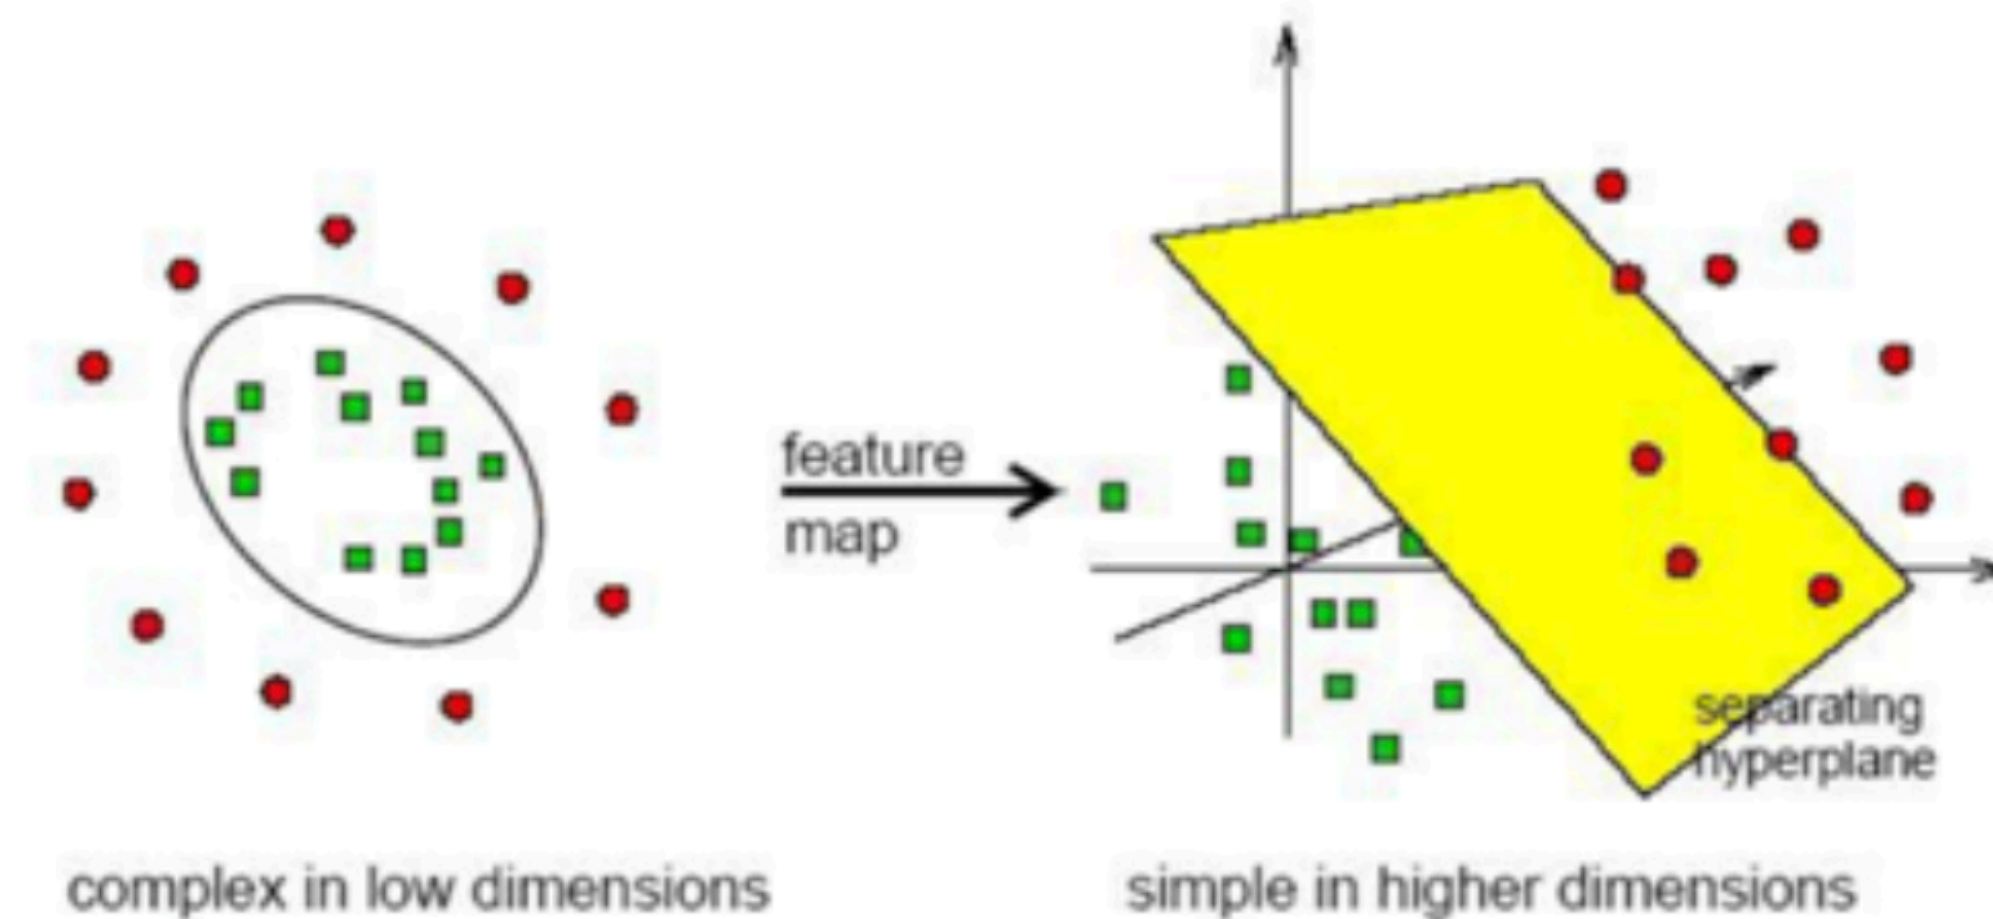 feature
map
separating
hyperplane
complex in low dimensions
simple in higher dimensions